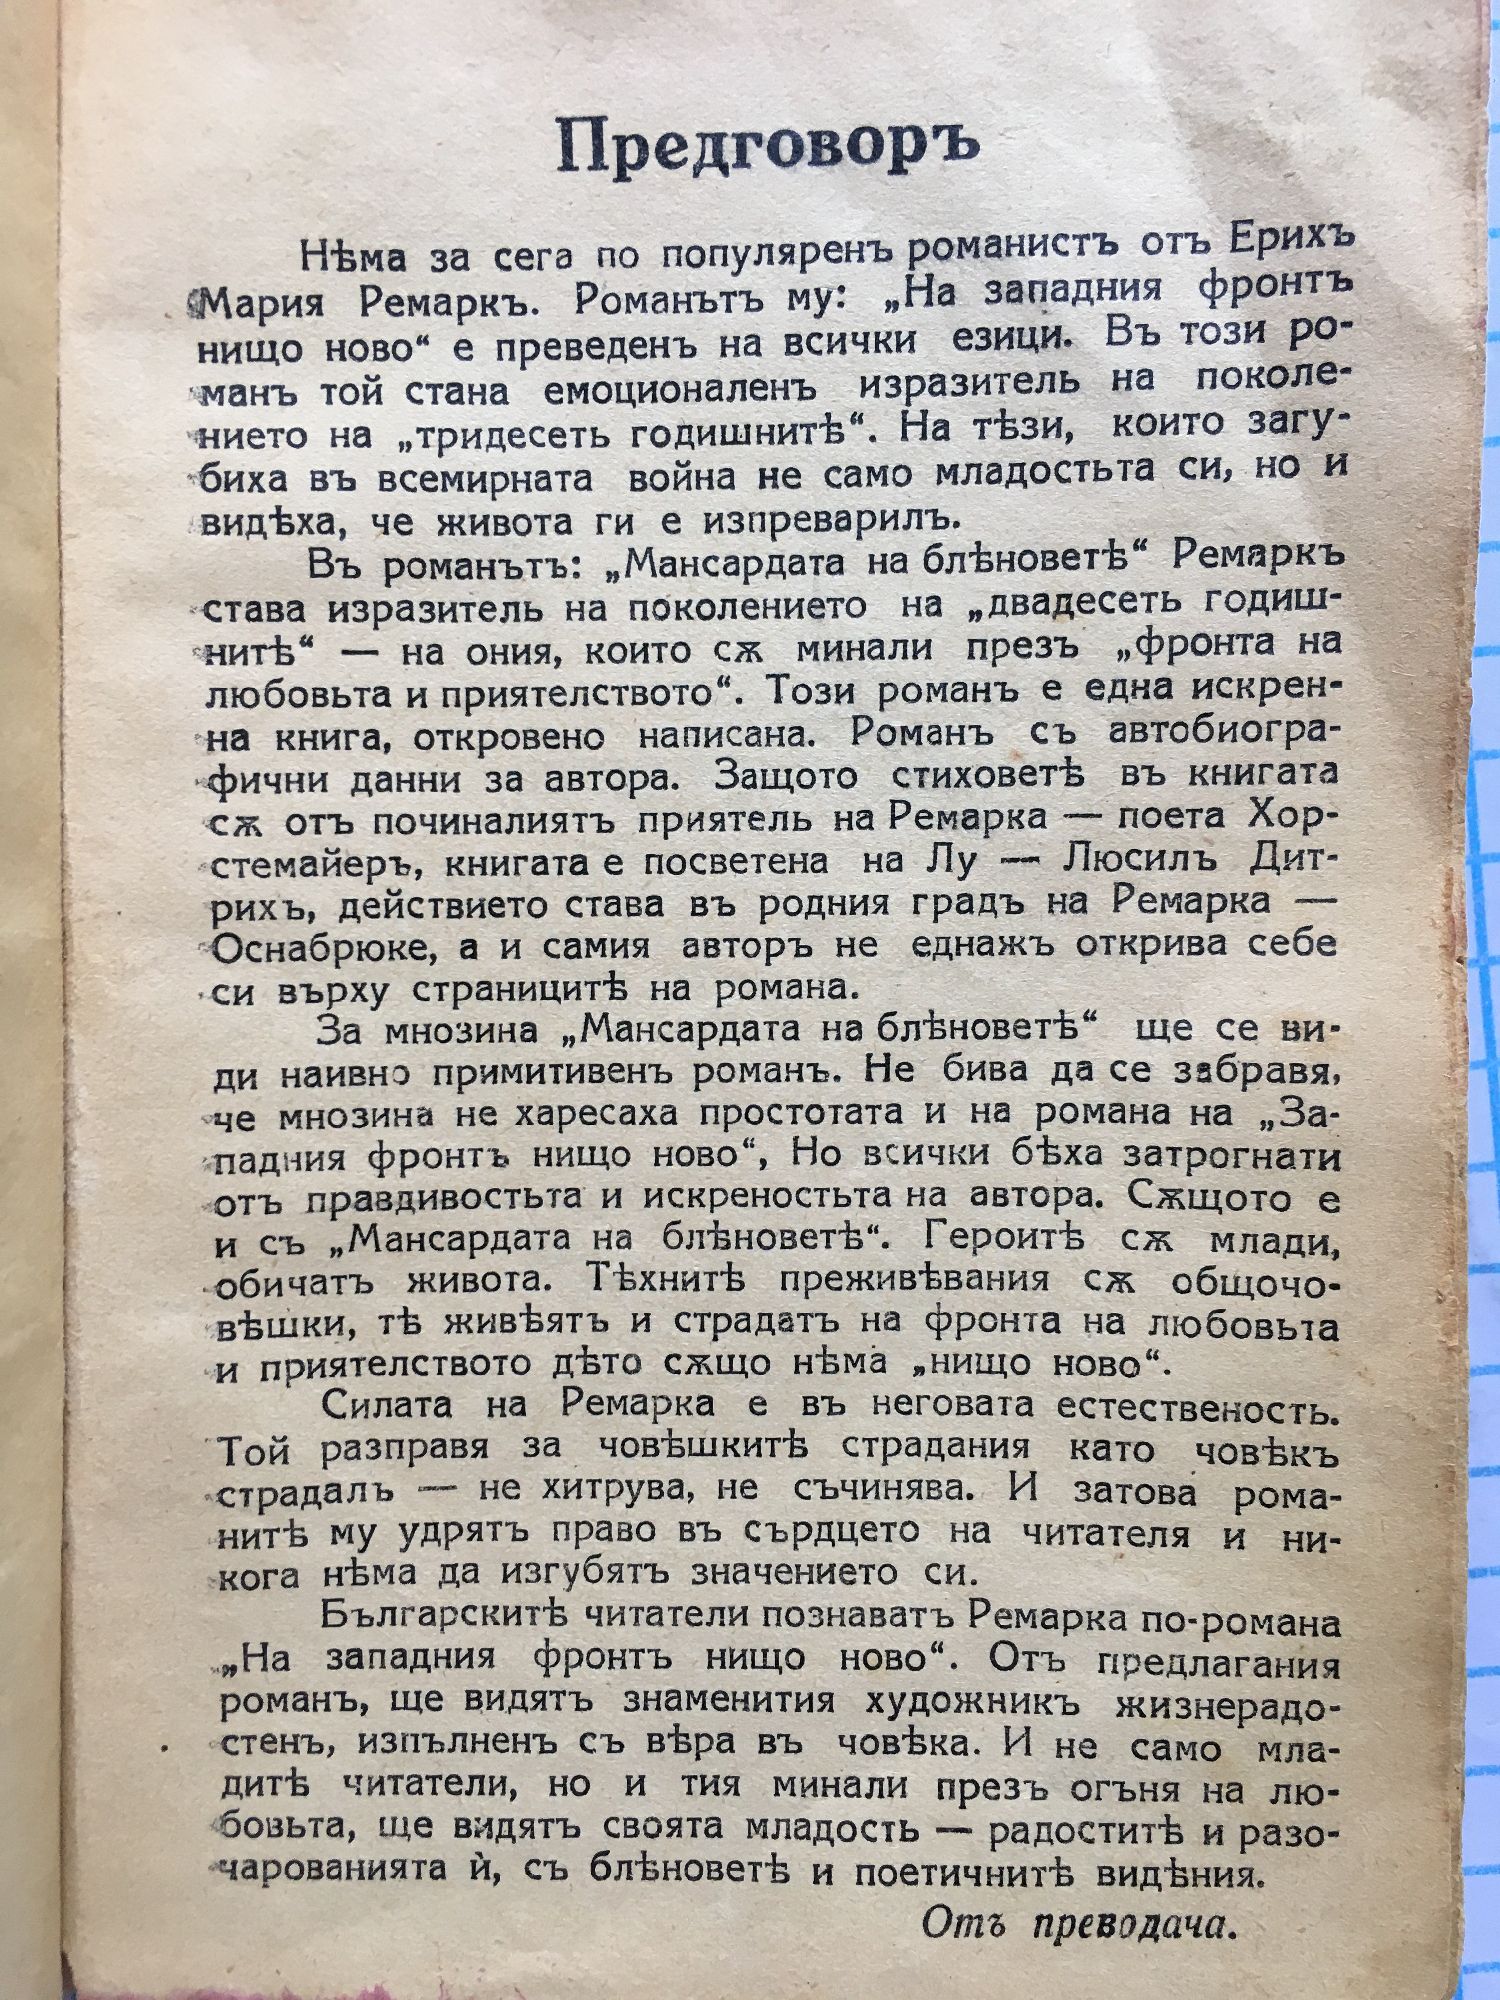 Предговоръ
Нѣма за сега по популяренъ романистъ отъ Ерихъ
Мария Ремаркъ. Романътъ му: „На западния фронтъ
нищо ново“ е преведенъ на всички езици. Въ този ро-
манъ той стана емоционаленъ изразитель на поколе-
нието на „тридесеть годишнитѣ“. На тѣзи, които загу-
биха въ всемирната война не само младостьта си, но и
видѣха, че живота ги е изпреварилъ.
Въ романътъ: „Мансардата на блѣноветѣ“ Ремаркъ
става изразитель на поколението на „двадесеть годиш-
нитѣ“ — на ония, които сѫ минали презъ „фронта на
любовьта и приятелството“. Този романъ е една искрен-
на книга, откровено написана. Романъ съ автобиогра-
фични данни за автора. Защото стиховетѣ въ книгата
сѫ отъ починалиятъ приятель на Ремарка — поета Хор-
стемайеръ, книгата е посветена на Лу — Люсилъ Дит-
рихъ, действието става въ родния градъ на Ремарка —
Оснабрюке, а и самия авторъ не еднажъ открива себе
си върху страницитѣ на романа.
За мнозина „Мансардата на блѣноветѣ“ ще се ви-
ди наивно примитивенъ романъ. Не бива да се забравя,
че мнозина не харесаха простотата и на романа на „За-
падния фронтъ нищо ново“, Но всички бѣха затрогнати
отъ правдивостьта и искреностьта на автора. Сѫщото е
и съ „Мансардата на блѣноветѣ“. Героитѣ сѫ млади,
обичатъ живота. Тѣхнитѣ преживѣвания сѫ общочо-
вѣшки, тѣ живѣятъ и страдатъ на фронта на любовьта
и приятелството дѣто сѫщо нѣма „нищо ново“.
Силата на Ремарка е въ неговата естественость.
Той разправя за човѣшкитѣ страдания като човѣкъ
страдалъ — не хитрува, не съчинява. И затова рома-
нитѣ му удрятъ право въ сърдцето на читателя и ни-
кога нѣма да изгубятъ значението си.
Българскитѣ читатели познаватъ Ремарка по-романа
„На западния фронтъ нищо ново“. Отъ предлагания
романъ, ще видятъ знаменития художникъ жизнерадо-
стенъ, изпълненъ съ вѣра въ човѣка. И не само мла-
дитѣ читатели, но и тия минали презъ огъня на лю-
бовьта, ще видятъ своята младость — радоститѣ и разо-
чарованията ѝ, съ блѣноветѣ и поетичнитѣ видѣния.
Отъ преводача.